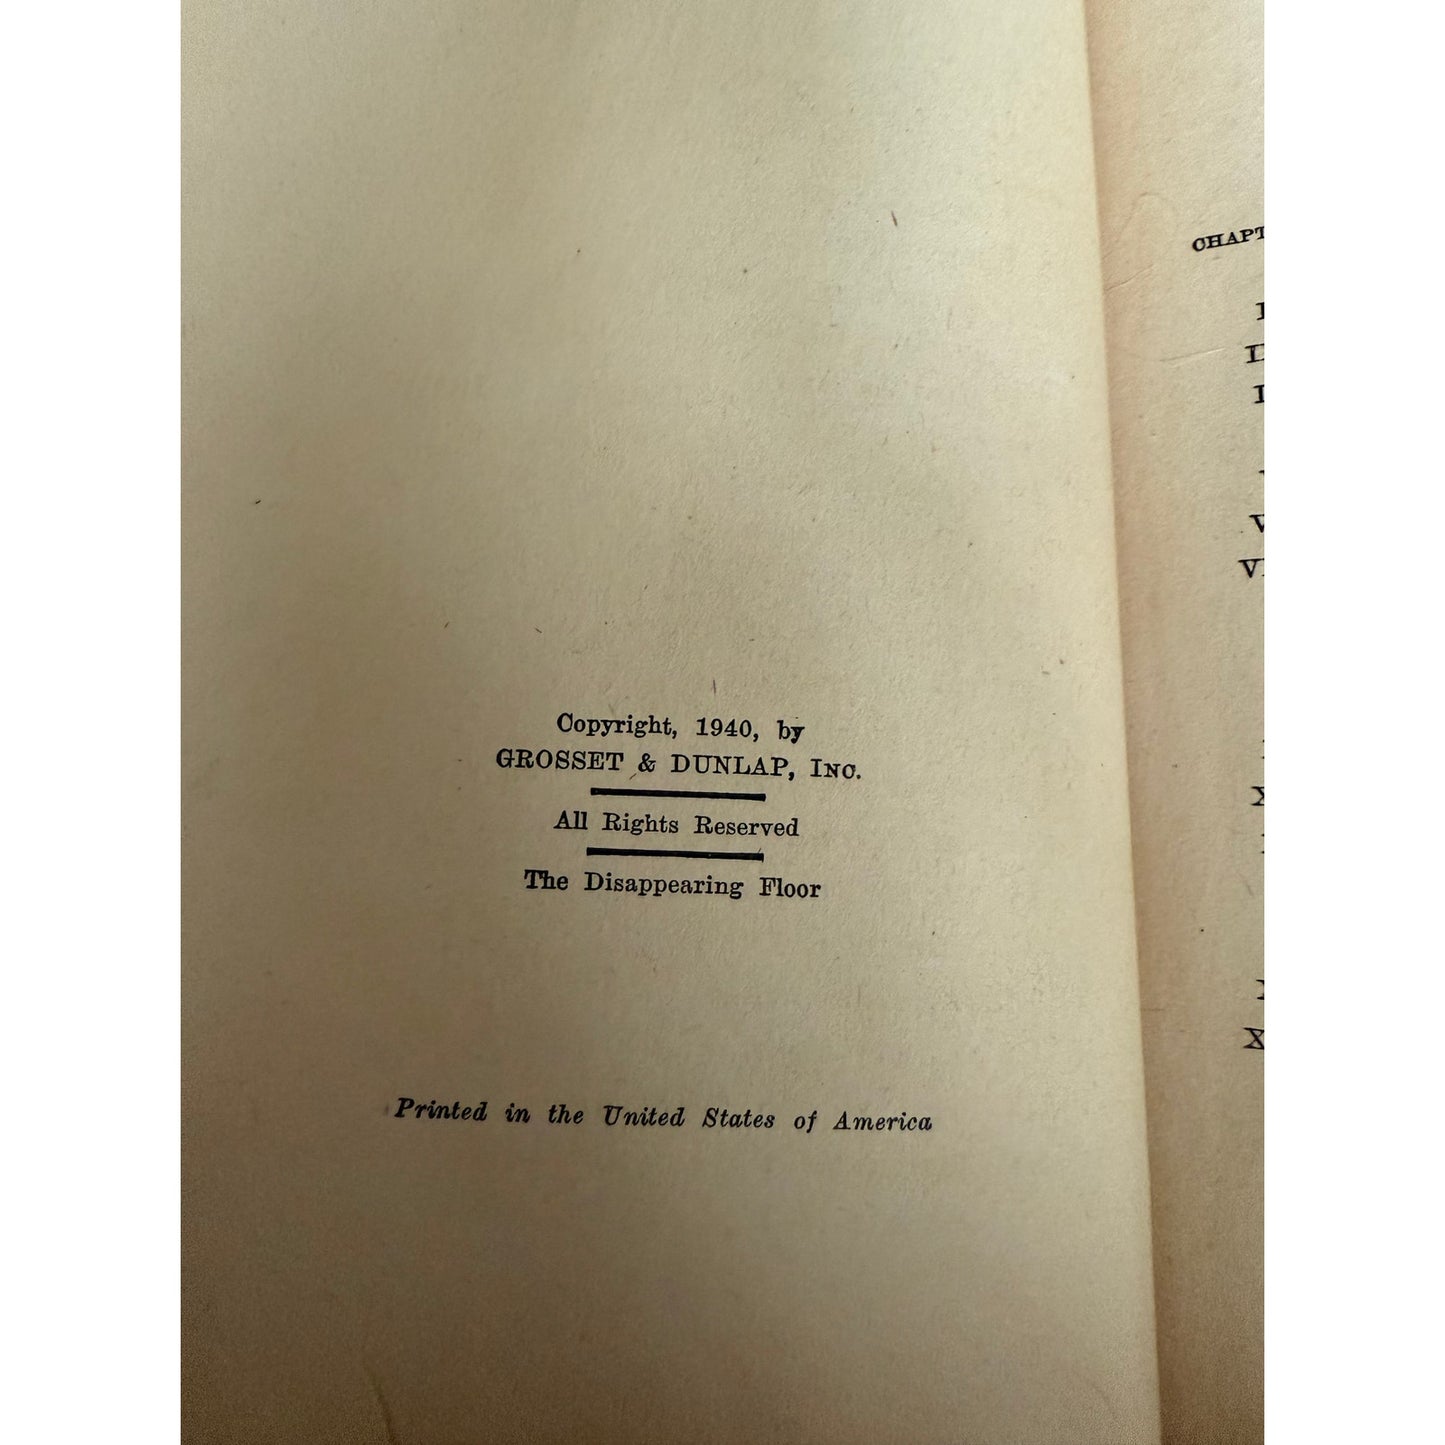 Copyright, 1940, by
GROSSET & DUNLAP, INC.
All Rights Reserved
The Disappearing Floor
Printed in the United States of America
CHAPT